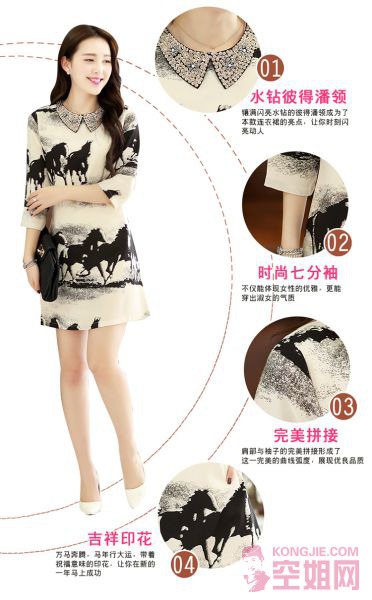 01
水钻彼得潘领
镶满闪亮水钻的彼得潘领成为了
本款连衣裙的亮点，让你时刻闪
亮动人
02
时尚七分袖
不仅能体现女性的优雅，更能
穿出淑女的气质
03
完美拼接
肩部与袖子的完美拼接形成了
这一完美的曲线弧度，展现优良品质
吉祥印花
万马奔腾，马年行大运，带着
祝福意味的印花，让你在新的
一年马上成功
04
KONGJIE.COM
空姐网